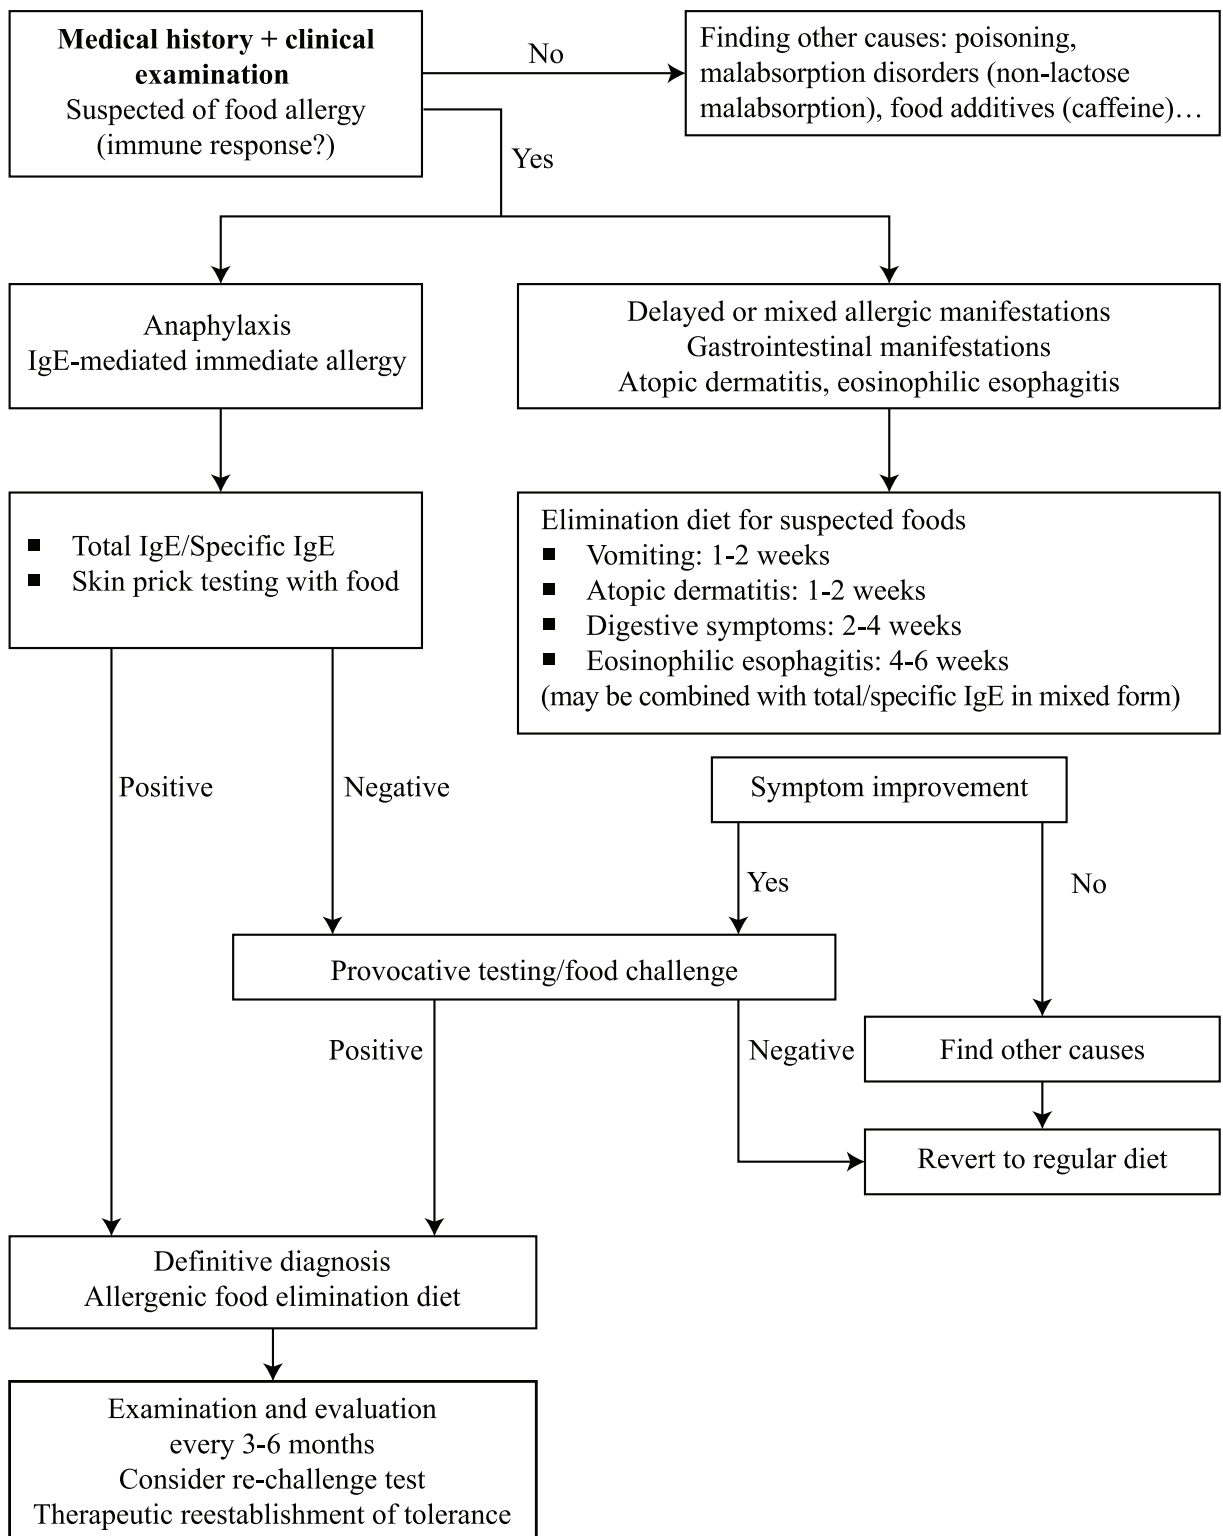 Medical history + clinical
examination
Suspected of food allergy
(immune response?)
No
Finding other causes: poisoning,
malabsorption disorders (non-lactose
malabsorption), food additives (caffeine)…
Yes
Anaphylaxis
IgE-mediated immediate allergy
Delayed or mixed allergic manifestations
Gastrointestinal manifestations
Atopic dermatitis, eosinophilic esophagitis
■ Total IgE/Specific IgE
■ Skin prick testing with food
Elimination diet for suspected foods
■ Vomiting: 1-2 weeks
■ Atopic dermatitis: 1-2 weeks
■ Digestive symptoms: 2-4 weeks
■ Eosinophilic esophagitis: 4-6 weeks
(may be combined with total/specific IgE in mixed form)
Positive
Negative
Symptom improvement
Yes
No
Provocative testing/food challenge
Positive
Negative
Find other causes
Revert to regular diet
Definitive diagnosis
Allergenic food elimination diet
Examination and evaluation
every 3-6 months
Consider re-challenge test
Therapeutic reestablishment of tolerance